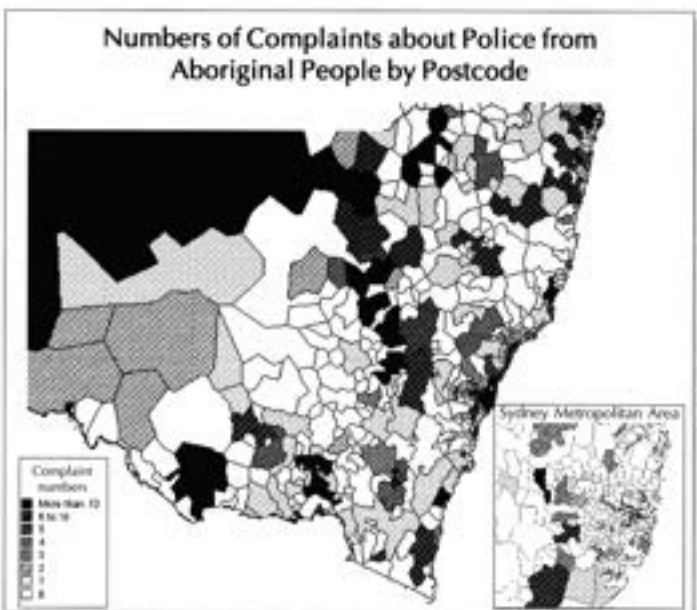 Numbers of Complaints about Police from
Aboriginal People by Postcode
Sydney Metropolitan Area
Complaint
numbers
More than 10
6 to 10
5
4
3
2
1
0